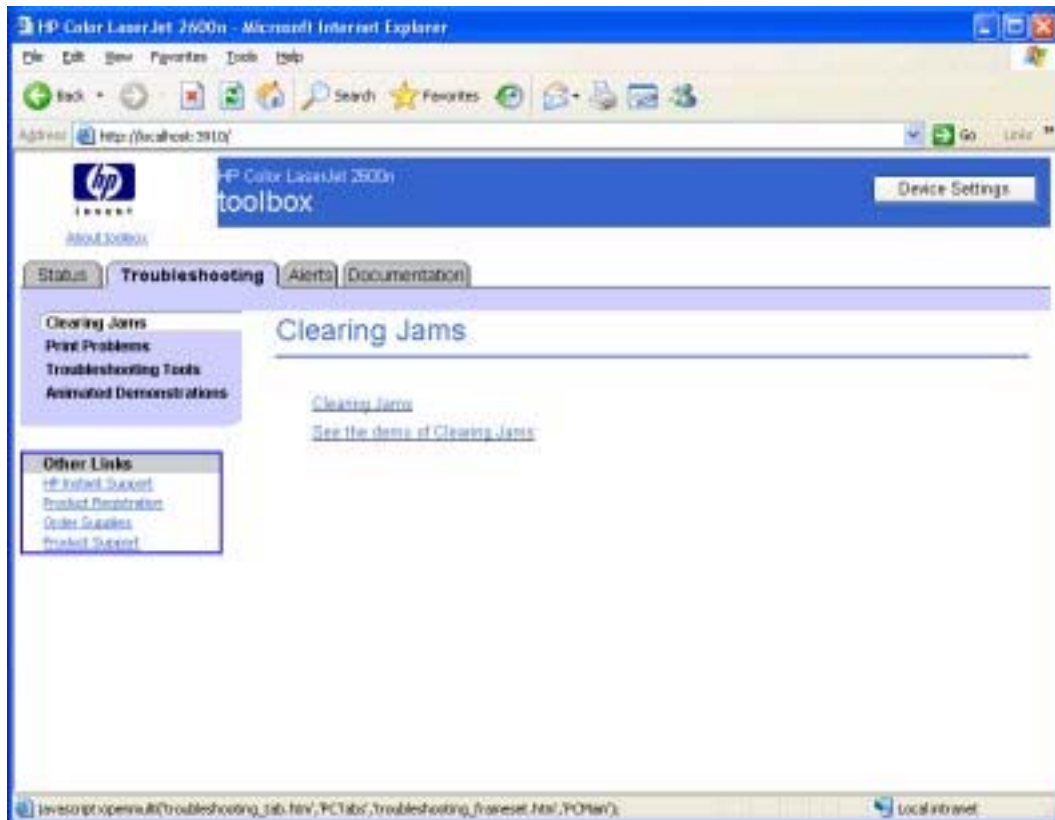 HP Color LaserJet 2600n - Microsoft Internet Explorer
File Edit View Favorites Tools Help
Back Search Favorites
Address http://localhost:3910/ Go Links
hp
invent
HP Color LaserJet 2600n
toolbox
Device Settings
About toolbox
Status Troubleshooting Alerts Documentation
Clearing Jams
Print Problems
Troubleshooting Tools
Animated Demonstrations
Clearing Jams
Clearing Jams
See the demo of Clearing Jams
Other Links
HP Instant Support
Product Registration
Order Supplies
Product Support
javascript:openmulti('troubleshooting_tab.htm','PCTabs','troubleshooting_frameset.htm','PCMain');
Local intranet